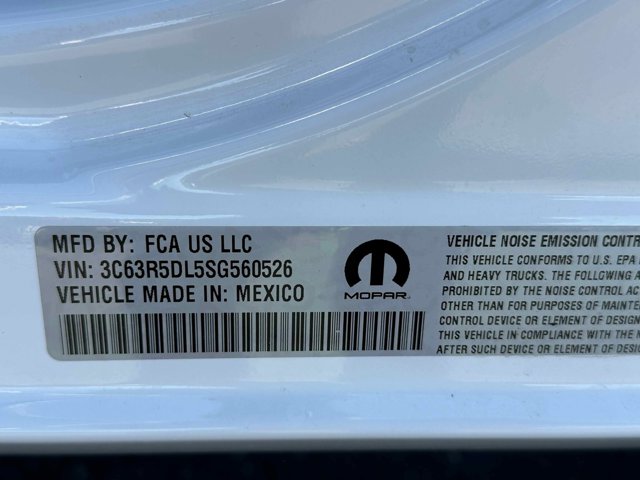 MFD BY: FCA US LLC
VIN: 3C63R5DL5SG560526
VEHICLE MADE IN: MEXICO
MOPAR
VEHICLE NOISE EMISSION CONTR
THIS VEHICLE CONFORMS TO U.S. EPA
AND HEAVY TRUCKS. THE FOLLOWING A
PROHIBITED BY THE NOISE CONTROL AC
OTHER THAN FOR PURPOSES OF MAINT
CONTROL DEVICE OR ELEMENT OF DESIGN
THIS VEHICLE IN COMPLIANCE WITH THE N
AFTER SUCH DEVICE OR ELEMENT OF DES